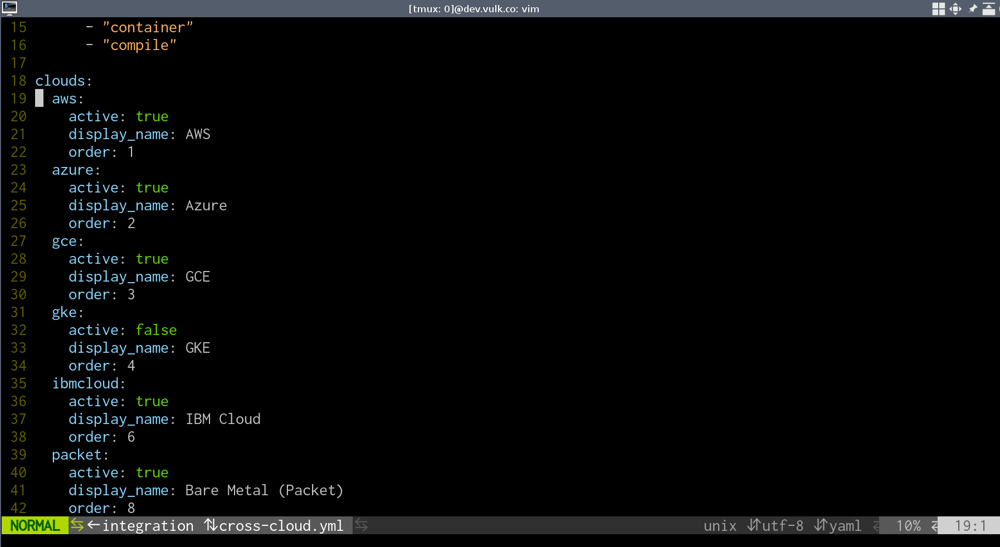 [tmux: 0]@dev.vulk.co: vim
15       - "container"
16       - "compile"
17
18 clouds:
19   aws:
20     active: true
21     display_name: AWS
22     order: 1
23   azure:
24     active: true
25     display_name: Azure
26     order: 2
27   gce:
28     active: true
29     display_name: GCE
30     order: 3
31   gke:
32     active: false
33     display_name: GKE
34     order: 4
35   ibmcloud:
36     active: true
37     display_name: IBM Cloud
38     order: 6
39   packet:
40     active: true
41     display_name: Bare Metal (Packet)
42     order: 8
NORMAL ⇆←integration ⇅cross-cloud.yml ⇆ unix ⇵utf-8 ⇵yaml 10% 19:1